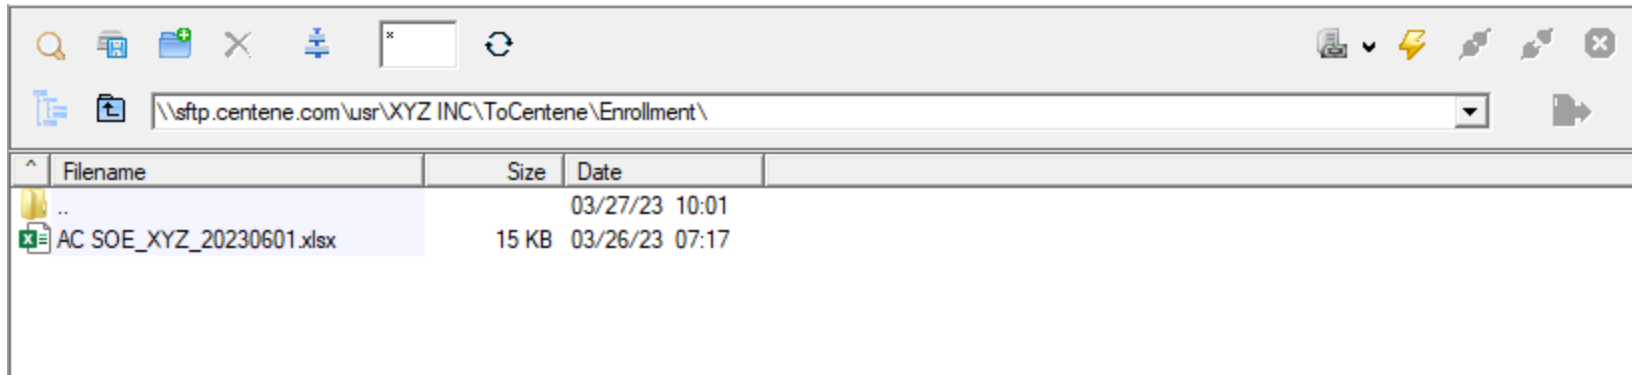 *
\\sftp.centene.com\usr\XYZ INC\ToCentene\Enrollment\
^ Filename Size Date
.. 03/27/23 10:01
AC SOE_XYZ_20230601.xlsx 15 KB 03/26/23 07:17